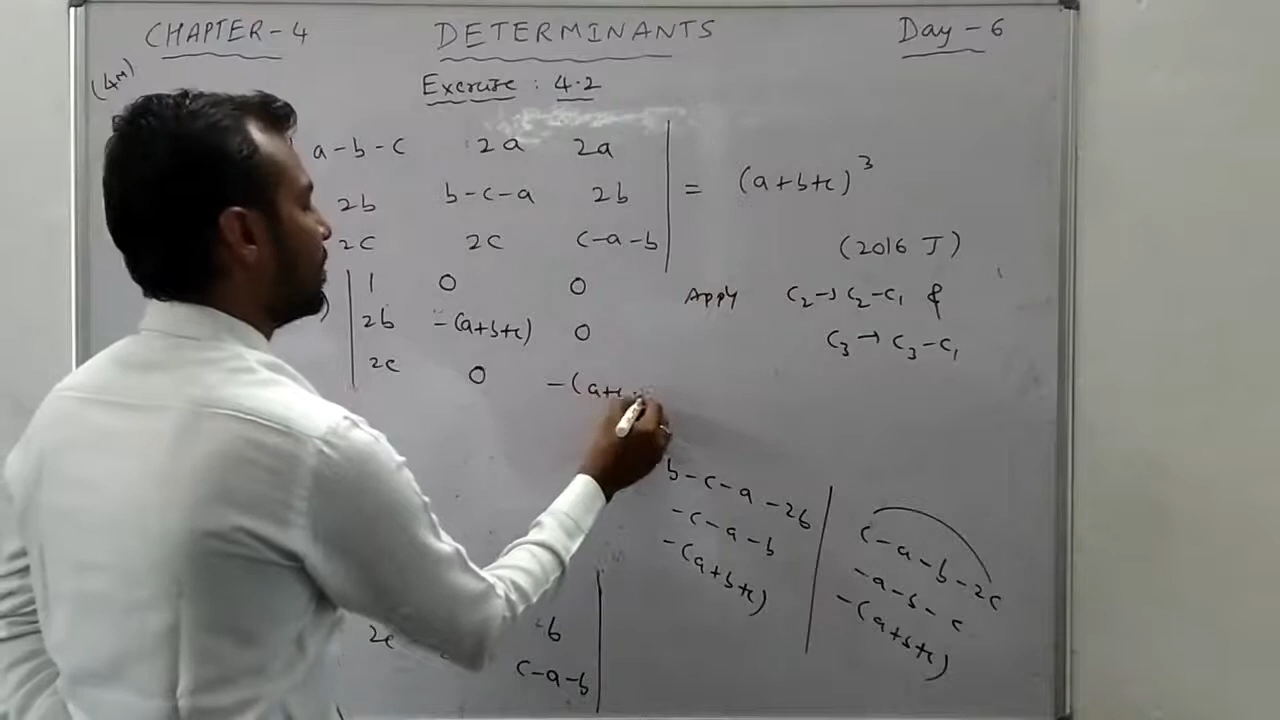 CHAPTER-4 DETERMINANTS Day-6
(4M)
Excercise : 4.2
a-b-c 2a 2a
2b b-c-a 2b = (a+b+c)³
2c 2c c-a-b (2016 J)
1 0 0 Apply C₂→C₂-C₁ &
2b -(a+b+c) 0 C₃→C₃-C₁
2c 0 -(a+c
b-c-a-2b
-c-a-b
-(a+b+c)
c-a-b-2c
-a-b-c
-(a+b+c)
2c b
c-a-b